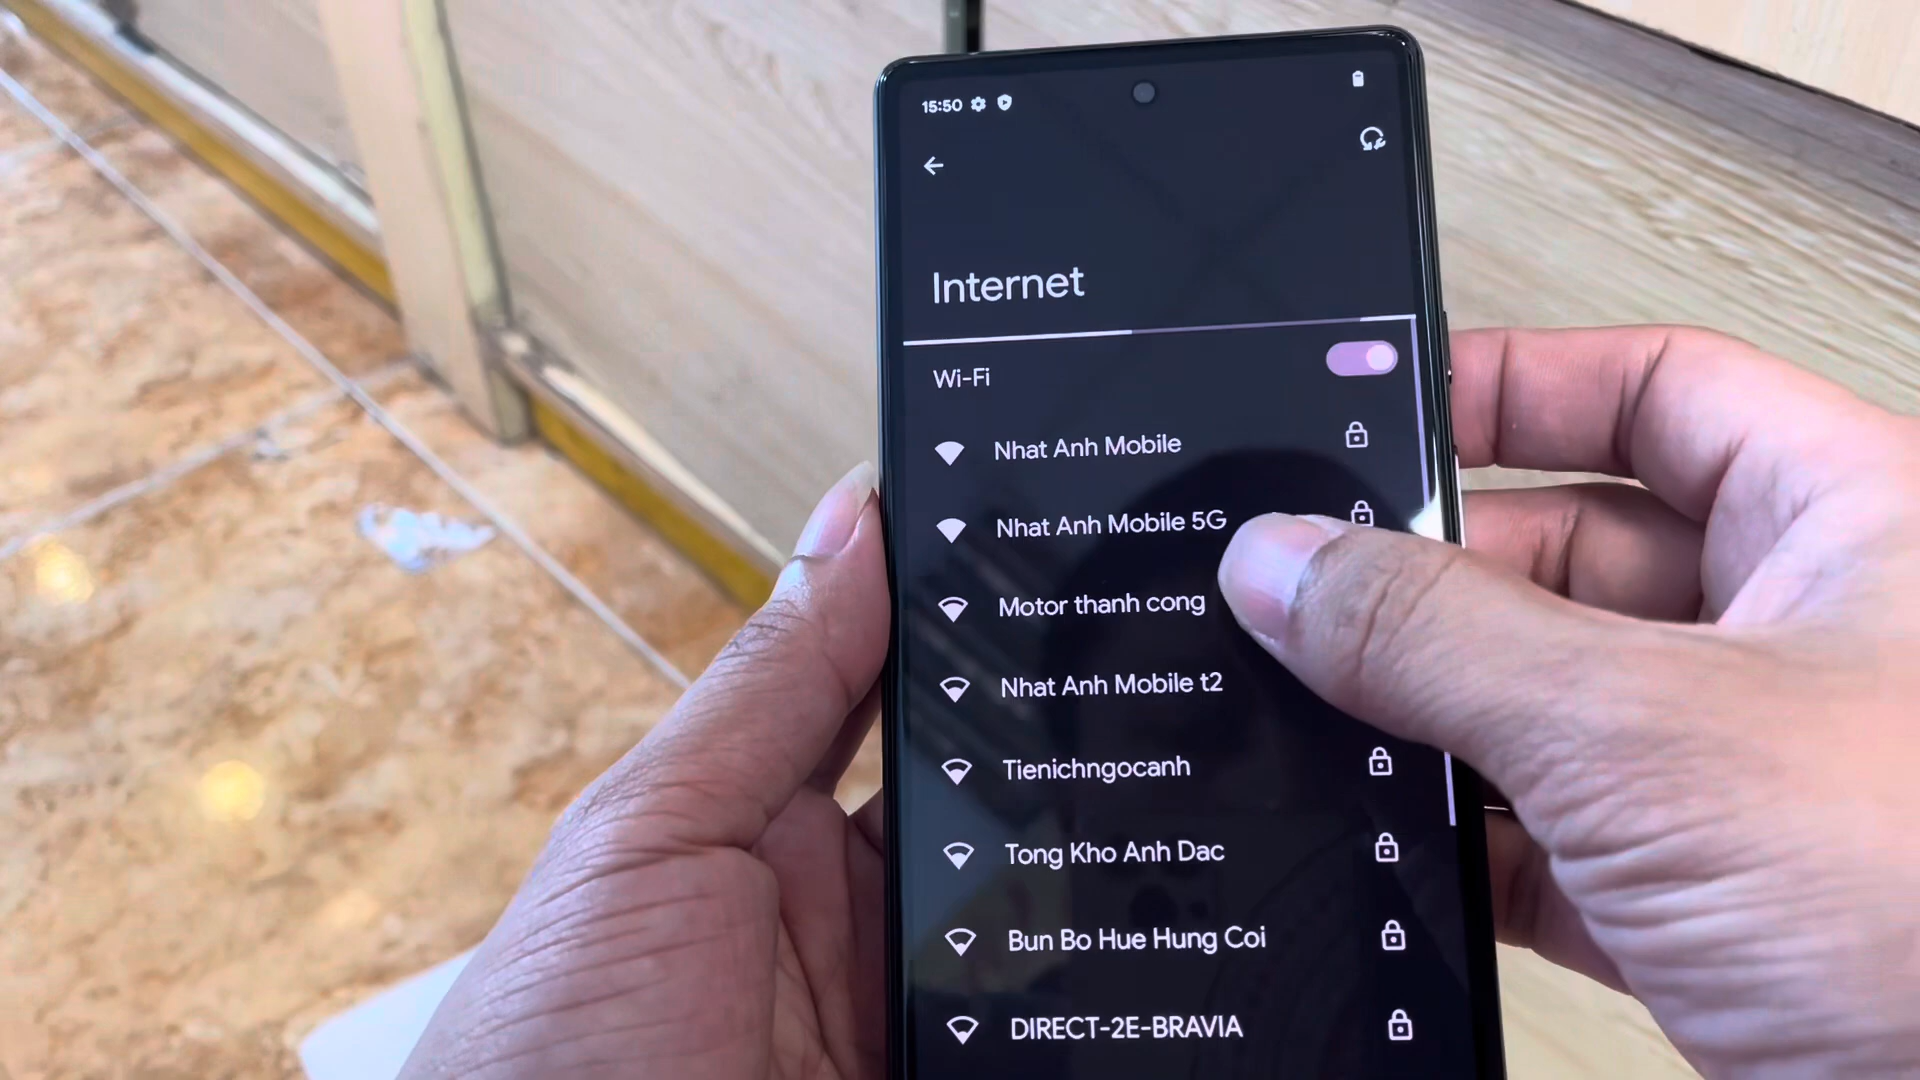 15:50
Internet
Wi-Fi
Nhat Anh Mobile
Nhat Anh Mobile 5G
Motor thanh cong
Nhat Anh Mobile t2
Tienichngocanh
Tong Kho Anh Dac
Bun Bo Hue Hung Coi
DIRECT-2E-BRAVIA